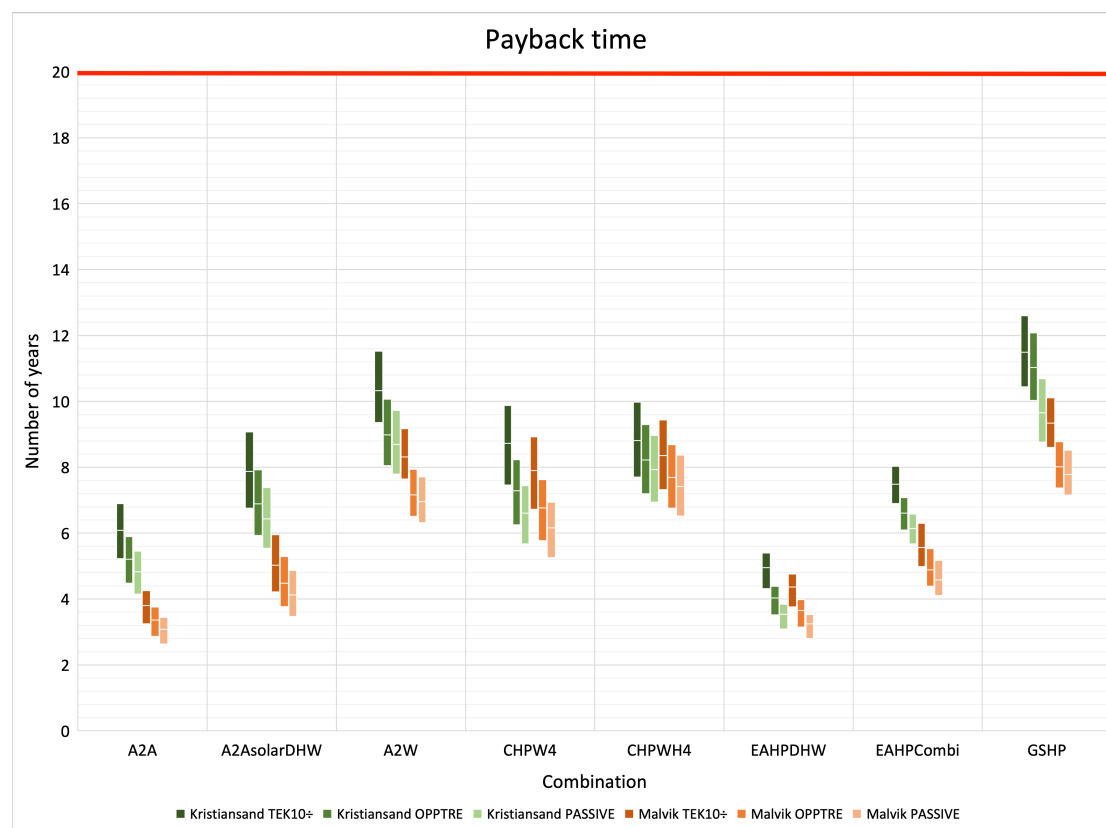 Payback time
20
18
16
14
12
10
8
6
4
2
0
Number of years
A2A A2AsolarDHW A2W CHPW4 CHPWH4 EAHPDHW EAHPCombi GSHP
Combination
Kristiansand TEK10÷ Kristiansand OPPTRE Kristiansand PASSIVE Malvik TEK10÷ Malvik OPPTRE Malvik PASSIVE